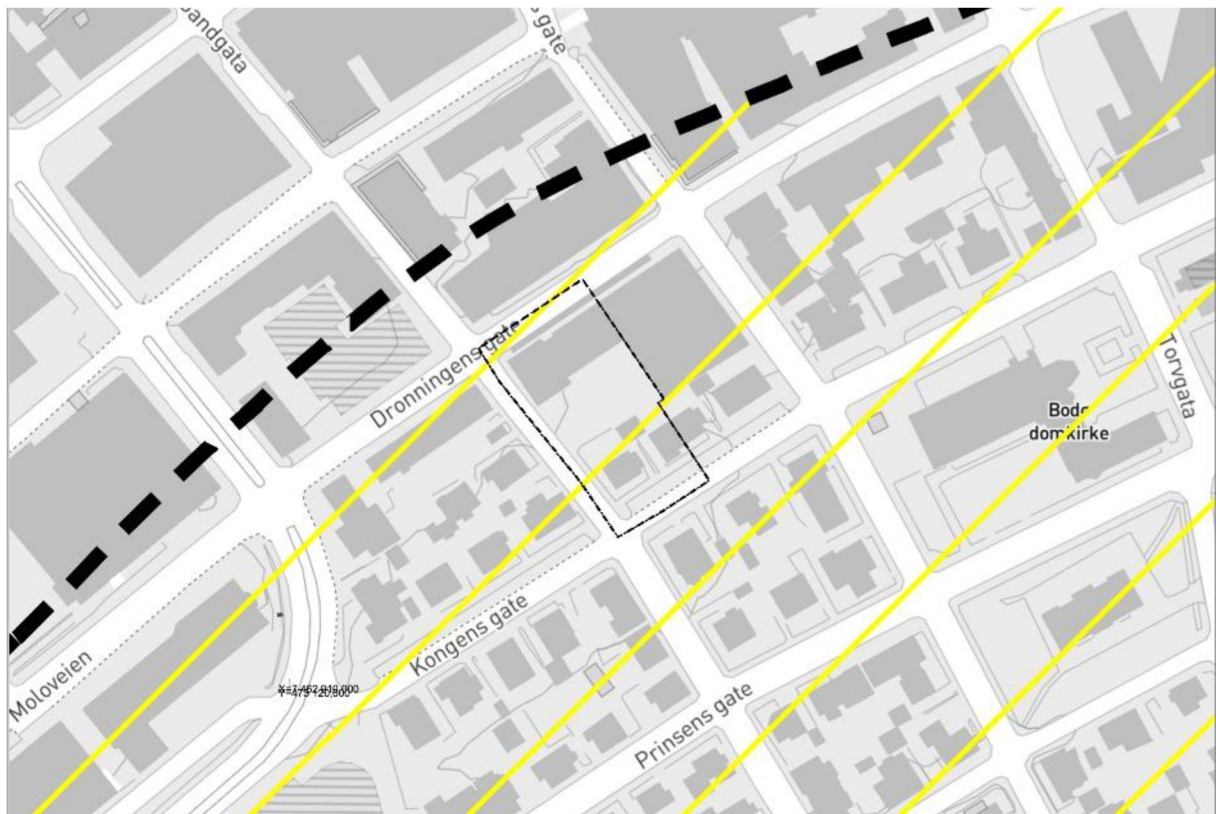 Sandgata
s gate
Dronningens gate
Torvgata
Bodø
domkirke
Kongens gate
Moloveien
Prinsens gate